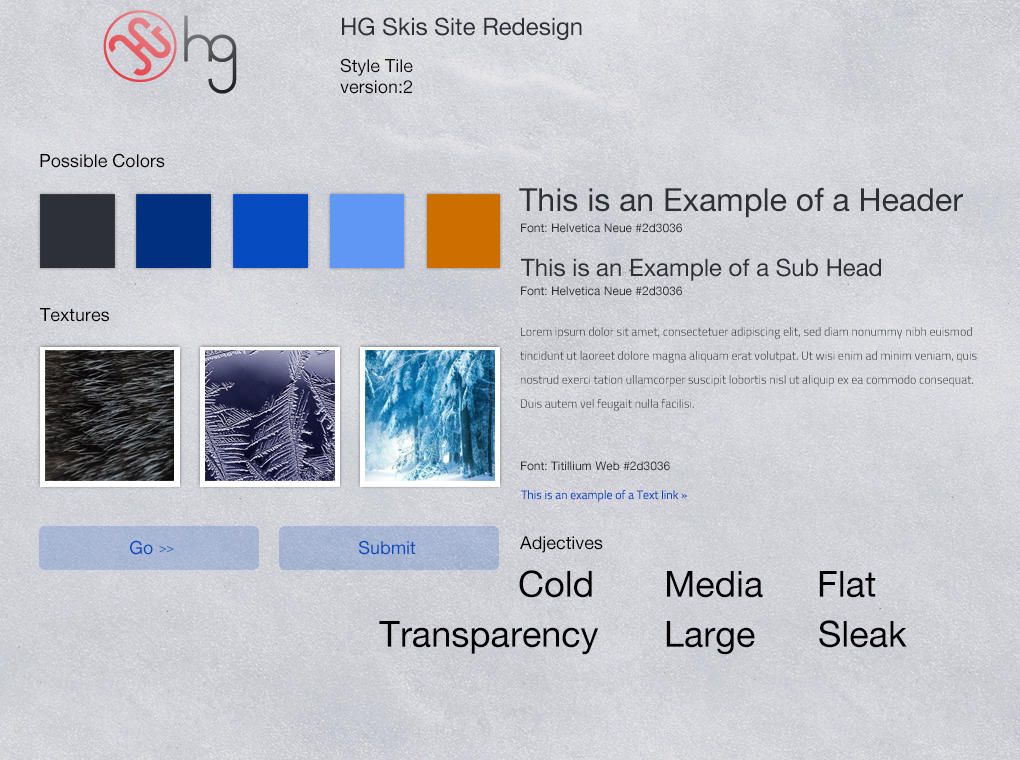 hg
HG Skis Site Redesign
Style Tile
version:2
Possible Colors
This is an Example of a Header
Font: Helvetica Neue #2d3036
This is an Example of a Sub Head
Font: Helvetica Neue #2d3036
Textures
Lorem ipsum dolor sit amet, consectetuer adipiscing elit, sed diam nonummy nibh euismod
tincidunt ut laoreet dolore magna aliquam erat volutpat. Ut wisi enim ad minim veniam, quis
nostrud exerci tation ullamcorper suscipit lobortis nisl ut aliquip ex ea commodo consequat.
Duis autem vel feugait nulla facilisi.
Font: Titillium Web #2d3036
This is an example of a Text link »
Go >>
Submit
Adjectives
Cold Media Flat
Transparency Large Sleak